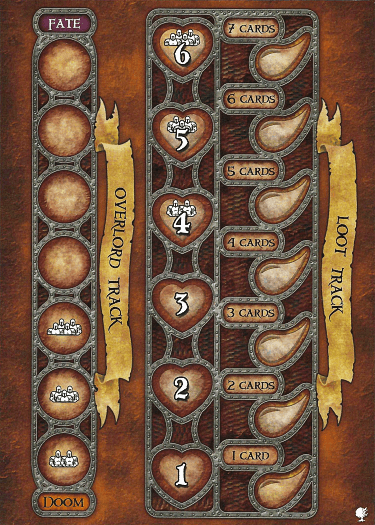 FATE
OVERLORD TRACK
DOOM
6
5
4
3
2
1
7 CARDS
6 CARDS
5 CARDS
4 CARDS
3 CARDS
2 CARDS
1 CARD
LOOT TRACK